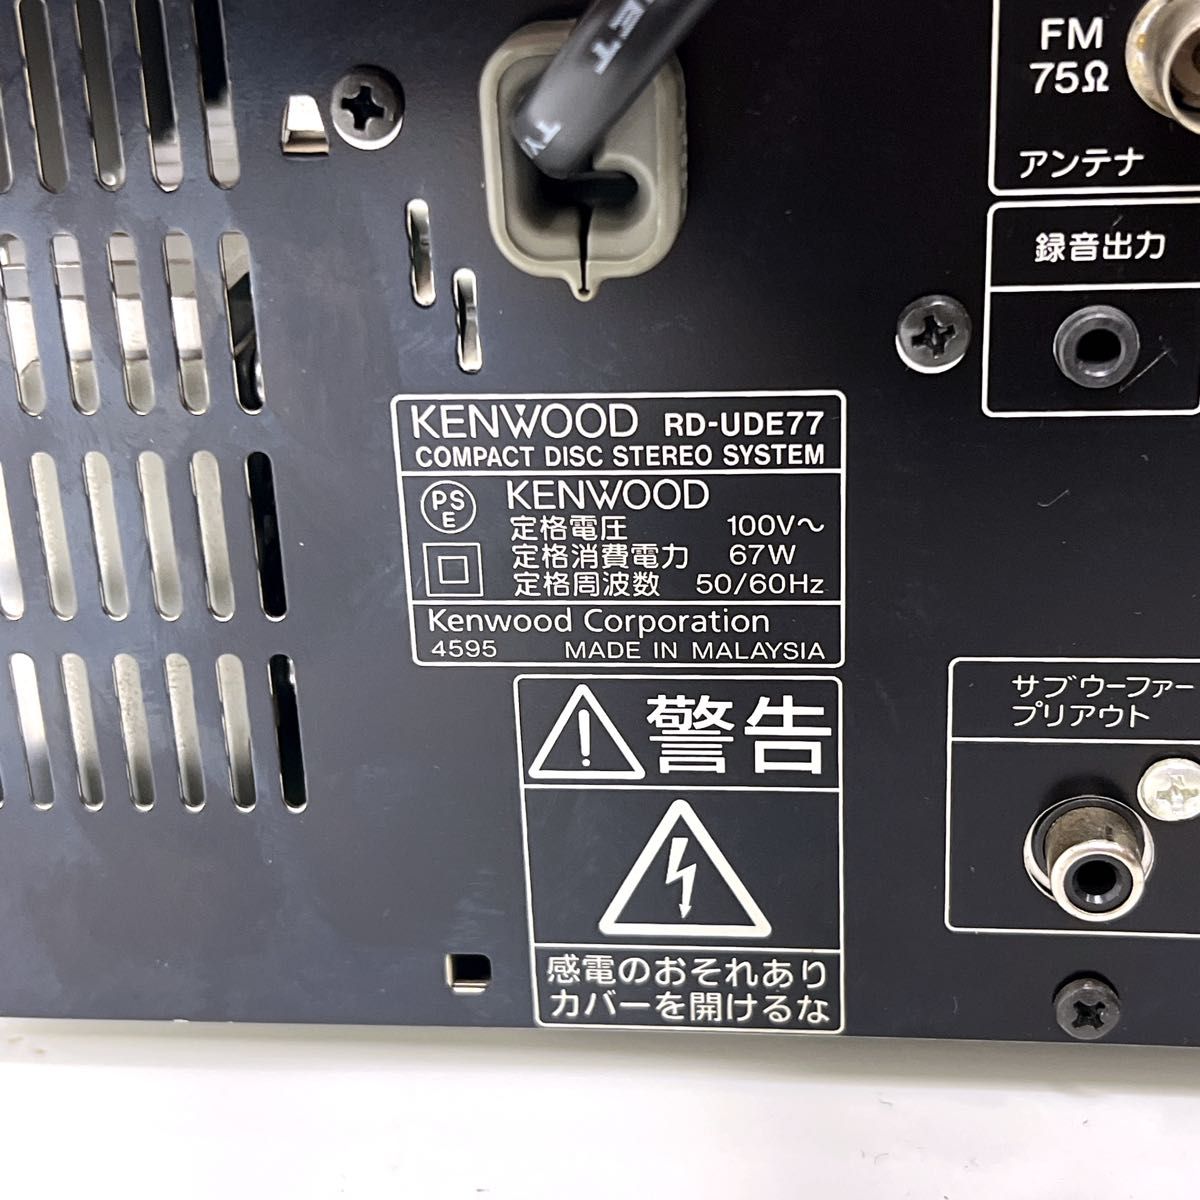 FM
75Ω
アンテナ
録音出力
KENWOOD RD-UDE77
COMPACT DISC STEREO SYSTEM
PS
E
KENWOOD
定格電圧 100V～
定格消費電力 67W
定格周波数 50/60Hz
Kenwood Corporation
4595 MADE IN MALAYSIA
警告
感電のおそれあり
カバーを開けるな
サブウーファー
プリアウト